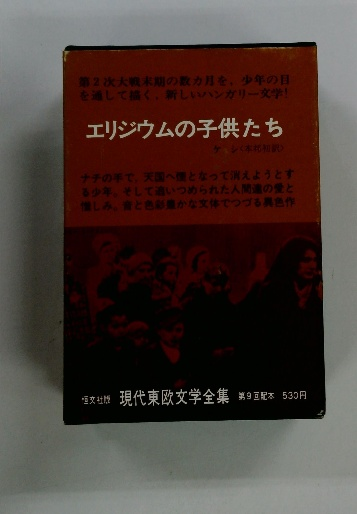 第2次大戦末期の数カ月を、少年の目
を通して描く、新しいハンガリー文学!
エリジウムの子供たち
ナチの手で、天国へ煙となって消えようとす
る少年、そして追いつめられた人間達の愛と
憎しみ。音と色彩豊かな文体でつづる異色作
恒文社版 現代東欧文学全集 第9回配本 530円